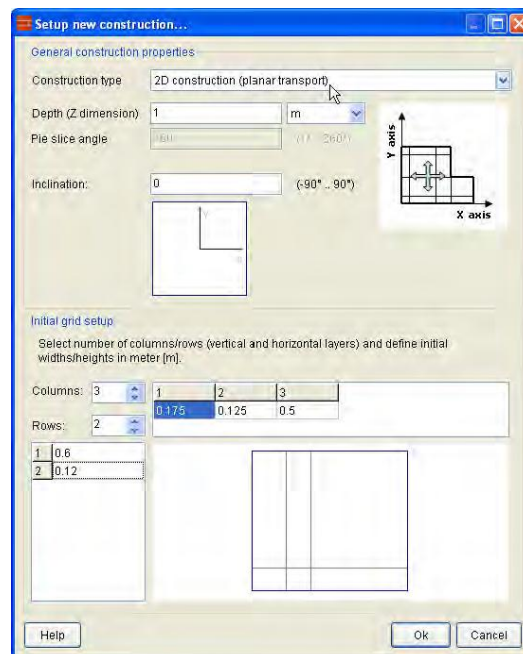 Setup new construction...
General construction properties
Construction type 2D construction (planar transport)
Depth (Z dimension) 1 m
Pie slice angle
Inclination: 0 (-90° .. 90°)
Y axis
X axis
Initial grid setup
Select number of columns/rows (vertical and horizontal layers) and define initial
widths/heights in meter [m].
Columns: 3
1 2 3
0.175 0.125 0.5
Rows: 2
1 0.6
2 0.12
Help Ok Cancel